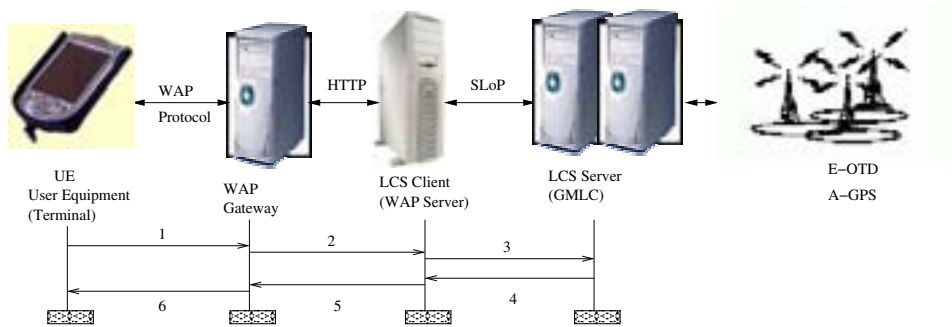 WAP
Protocol
HTTP
SLoP
UE
User Equipment
(Terminal)
WAP
Gateway
LCS Client
(WAP Server)
LCS Server
(GMLC)
E−OTD
A−GPS
1
2
3
4
5
6